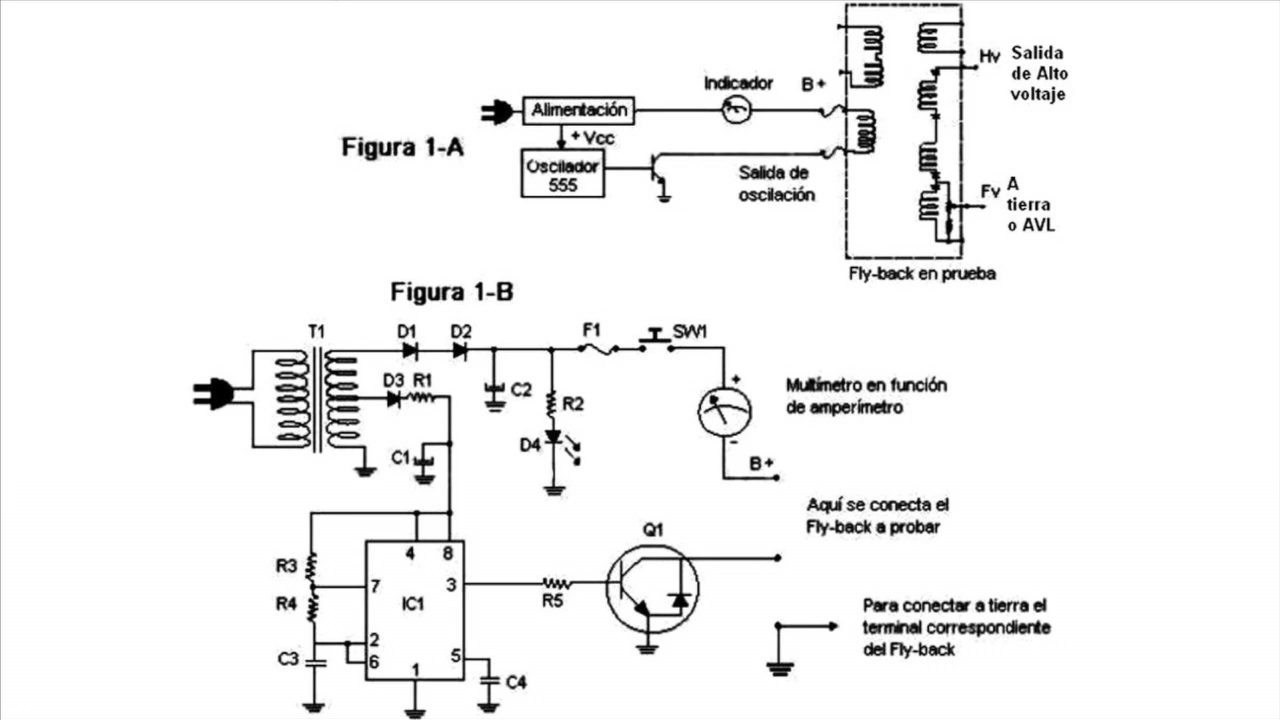 Figura 1-A
Alimentación
+ Vcc
Oscilador
555
Indicador
B+
Salida de
oscilación
Hv
Salida
de Alto
voltaje
Fv
A
tierra
o AVL
Fly-back en prueba
Figura 1-B
T1
D1
D2
D3
R1
C1
C2
R2
D4
F1
SW1
+
-
Multímetro en función
de amperímetro
B+
Aquí se conecta el
Fly-back a probar
Q1
R3
R4
C3
4
8
7
3
IC1
2
6
5
1
R5
C4
Para conectar a tierra el
terminal correspondiente
del Fly-back